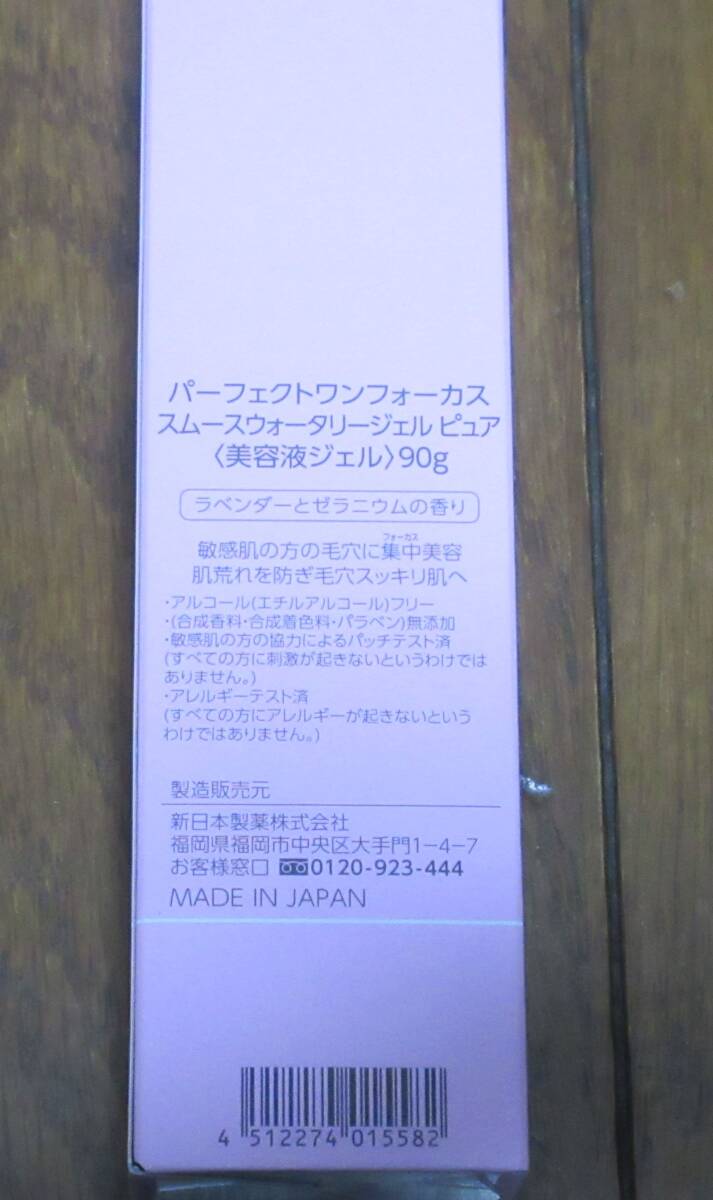 パーフェクトワンフォーカス
スムースウォータリージェル ピュア
〈美容液ジェル〉90g
ラベンダーとゼラニウムの香り
フォーカス
敏感肌の方の毛穴に集中美容
肌荒れを防ぎ毛穴スッキリ肌へ
・アルコール(エチルアルコール)フリー
・(合成香料・合成着色料・パラベン)無添加
・敏感肌の方の協力によるパッチテスト済
(すべての方に刺激が起きないというわけでは
ありません。)
・アレルギーテスト済
(すべての方にアレルギーが起きないという
わけではありません。)
製造販売元
新日本製薬株式会社
福岡県福岡市中央区大手門1-4-7
お客様窓口 0120-923-444
MADE IN JAPAN
4 512274 015582